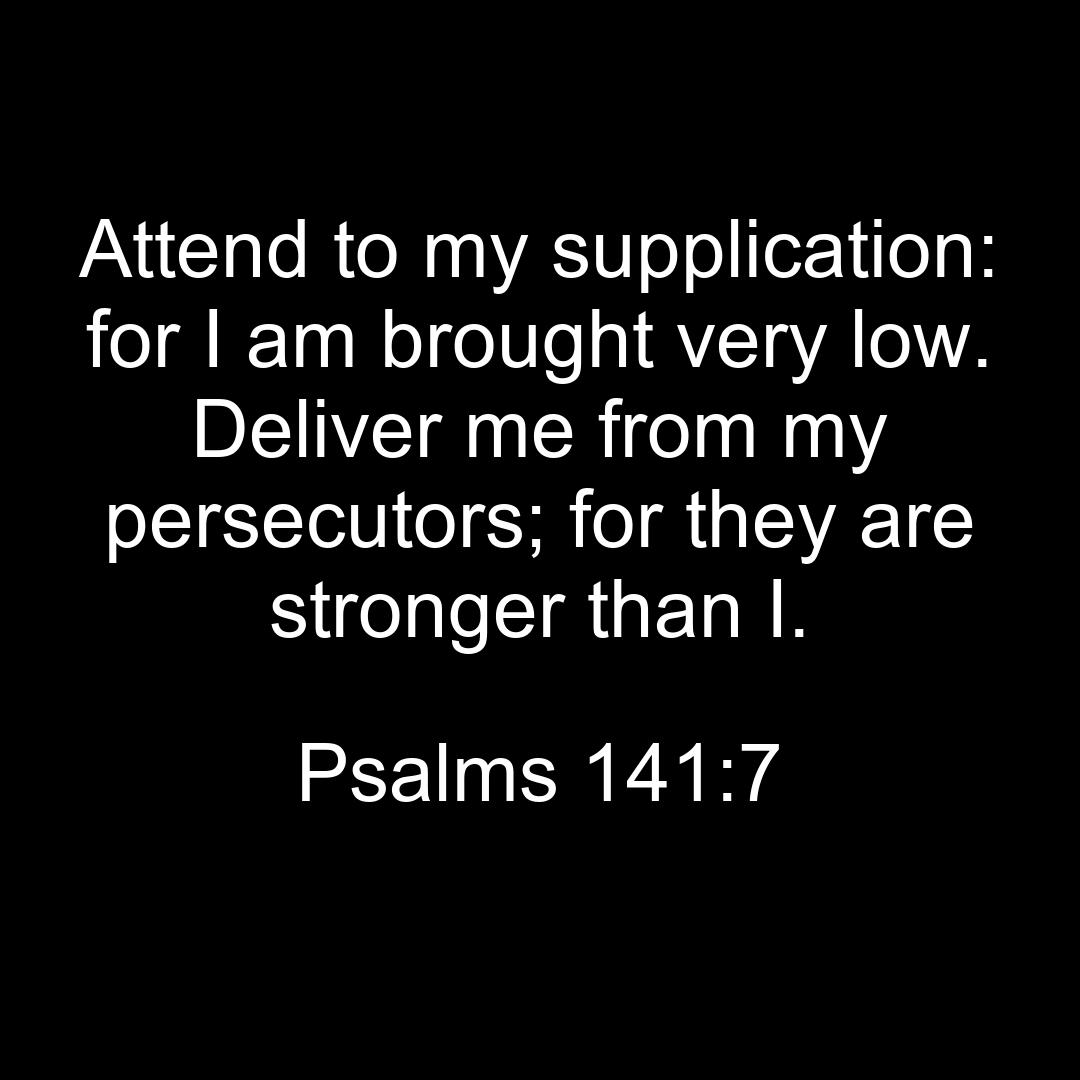 Attend to my supplication:
for I am brought very low.
Deliver me from my
persecutors; for they are
stronger than I.
Psalms 141:7